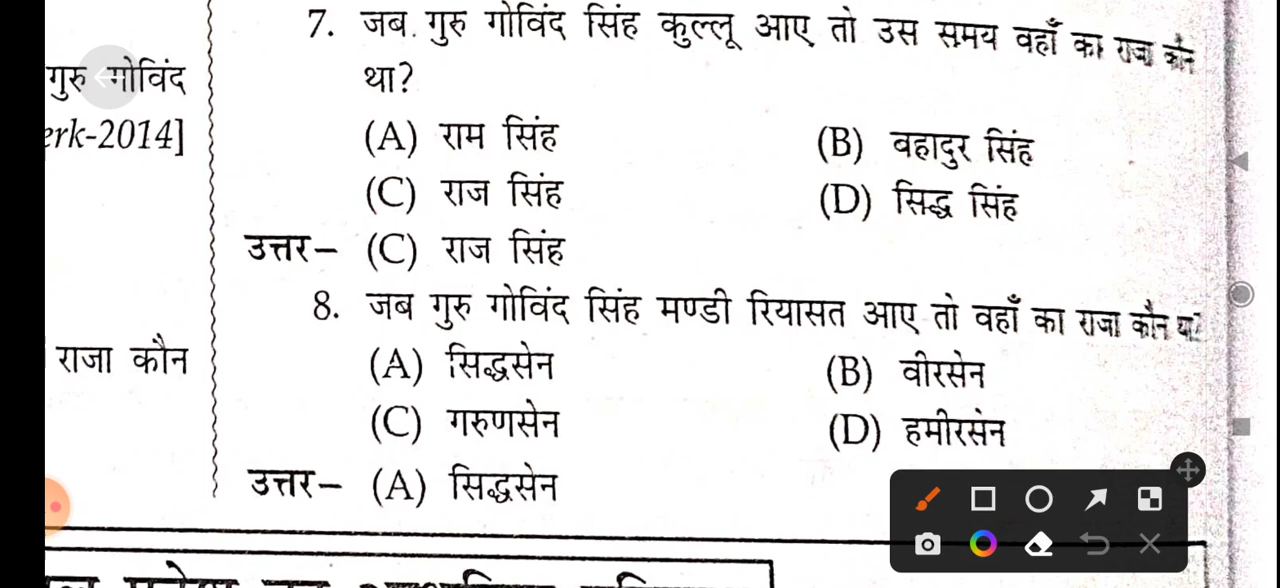 गुरु गोविंद
erk-2014]
राजा कौन
7. जब गुरु गोविंद सिंह कुल्लू आए तो उस समय वहाँ का राजा कौन
था?
(A) राम सिंह (B) बहादुर सिंह
(C) राज सिंह (D) सिद्ध सिंह
उत्तर– (C) राज सिंह
8. जब गुरु गोविंद सिंह मण्डी रियासत आए तो वहाँ का राजा कौन था?
(A) सिद्धसेन (B) वीरसेन
(C) गरुणसेन (D) हमीरसेन
उत्तर– (A) सिद्धसेन